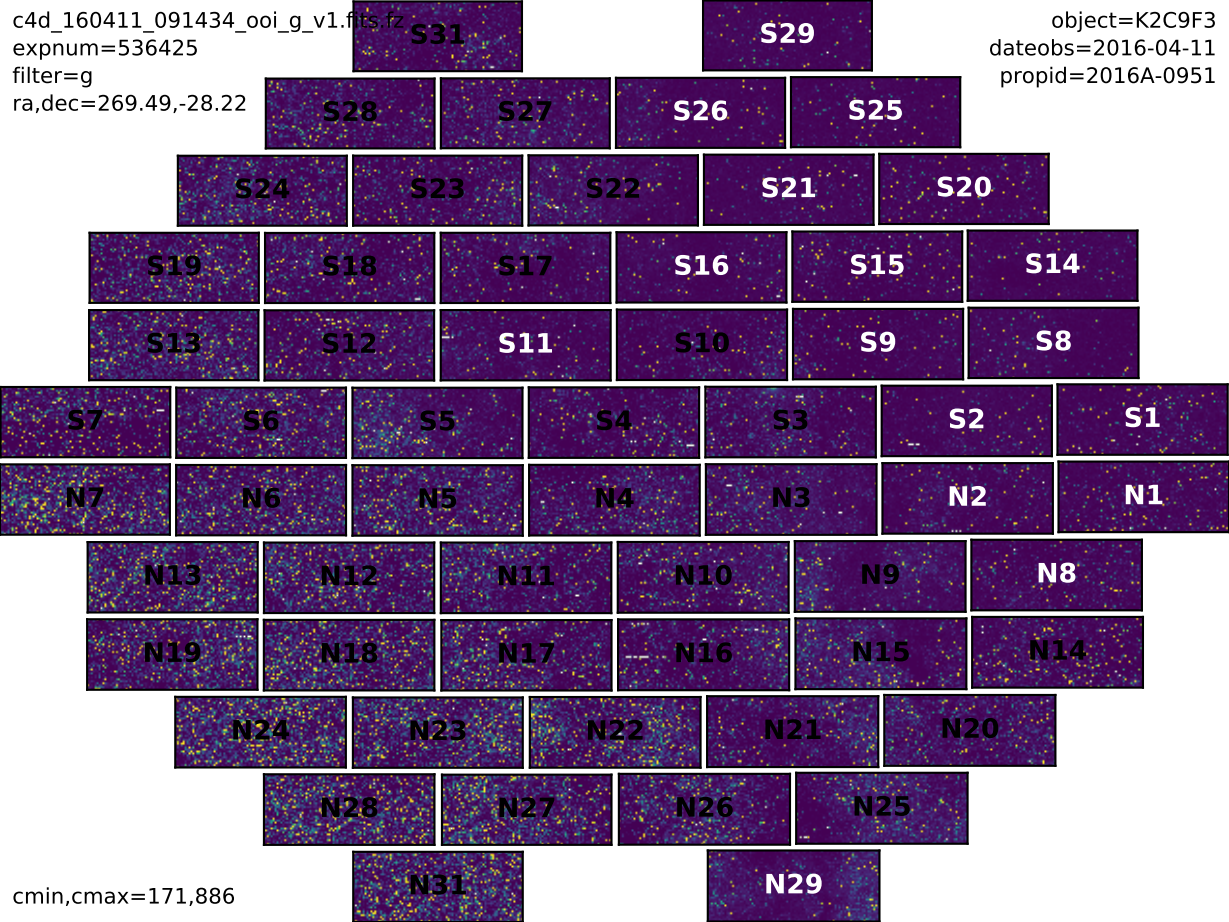 c4d_160411_091434_ooi_g_v1.fits.fz
expnum=536425
filter=g
ra,dec=269.49,-28.22
object=K2C9F3
dateobs=2016-04-11
propid=2016A-0951
S31 S29
S28 S27 S26 S25
S24 S23 S22 S21 S20
S19 S18 S17 S16 S15 S14
S13 S12 S11 S10 S9 S8
S7 S6 S5 S4 S3 S2 S1
N7 N6 N5 N4 N3 N2 N1
N13 N12 N11 N10 N9 N8
N19 N18 N17 N16 N15 N14
N24 N23 N22 N21 N20
N28 N27 N26 N25
N31 N29
cmin,cmax=171,886